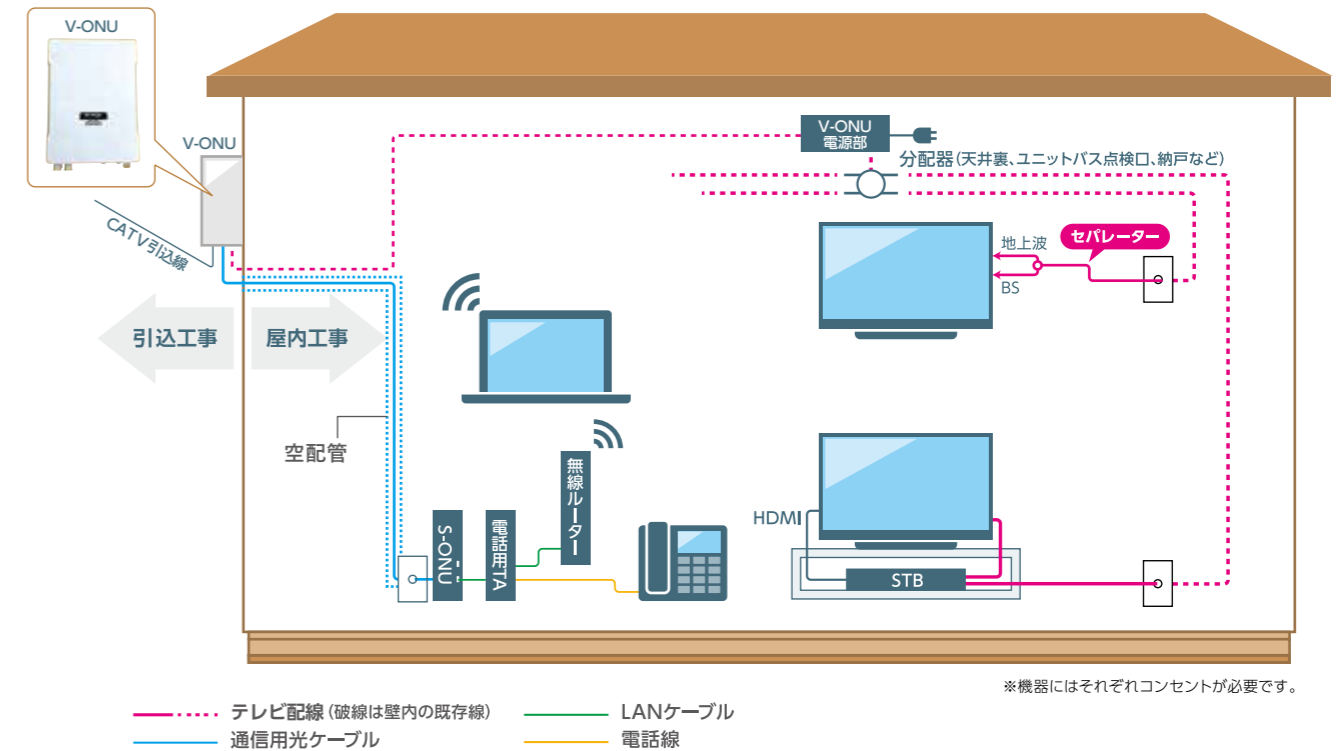 V-ONU
V-ONU
CATV引込線
引込工事
屋内工事
空配管
V-ONU
電源部
分配器(天井裏、ユニットバス点検口、納戸など)
地上波
セパレーター
BS
無線ルーター
S-ONU
電話用TA
HDMI
STB
※機器にはそれぞれコンセントが必要です。
テレビ配線(破線は壁内の既存線)
LANケーブル
通信用光ケーブル
電話線